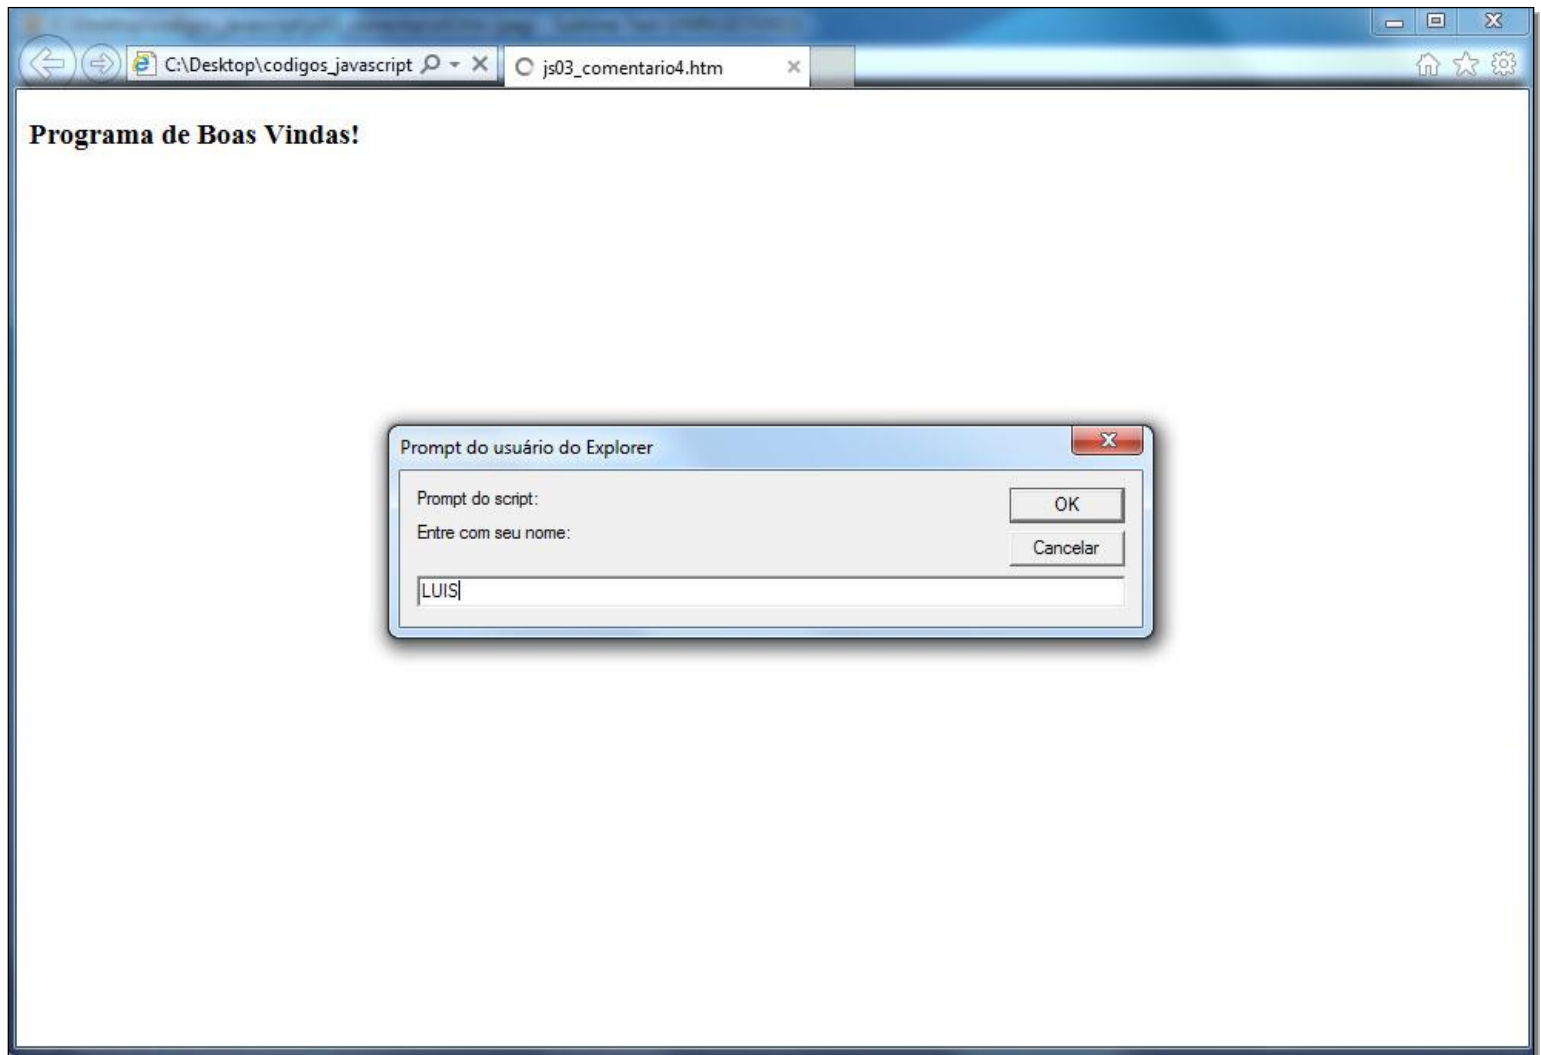 C:\Desktop\codigos_javascript
js03_comentario4.htm
Programa de Boas Vindas!
Prompt do usuário do Explorer
Prompt do script:
OK
Entre com seu nome:
Cancelar
LUIS